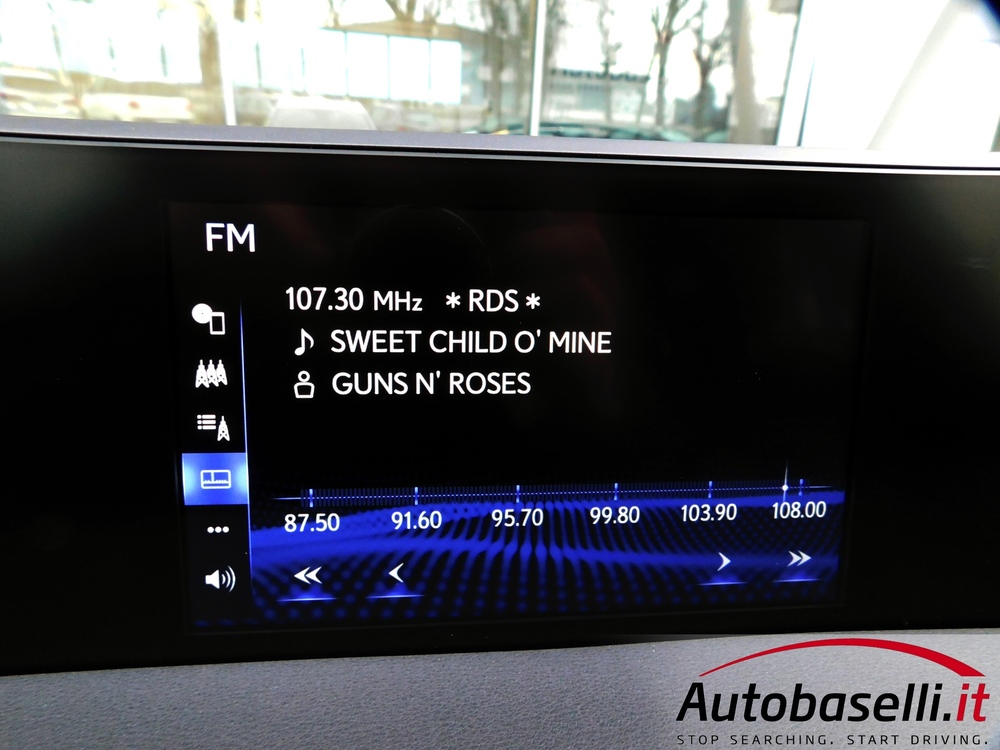 FM
107.30 MHz *RDS*
SWEET CHILD O' MINE
GUNS N' ROSES
87.50 91.60 95.70 99.80 103.90 108.00
Autobaselli.it
STOP SEARCHING. START DRIVING.